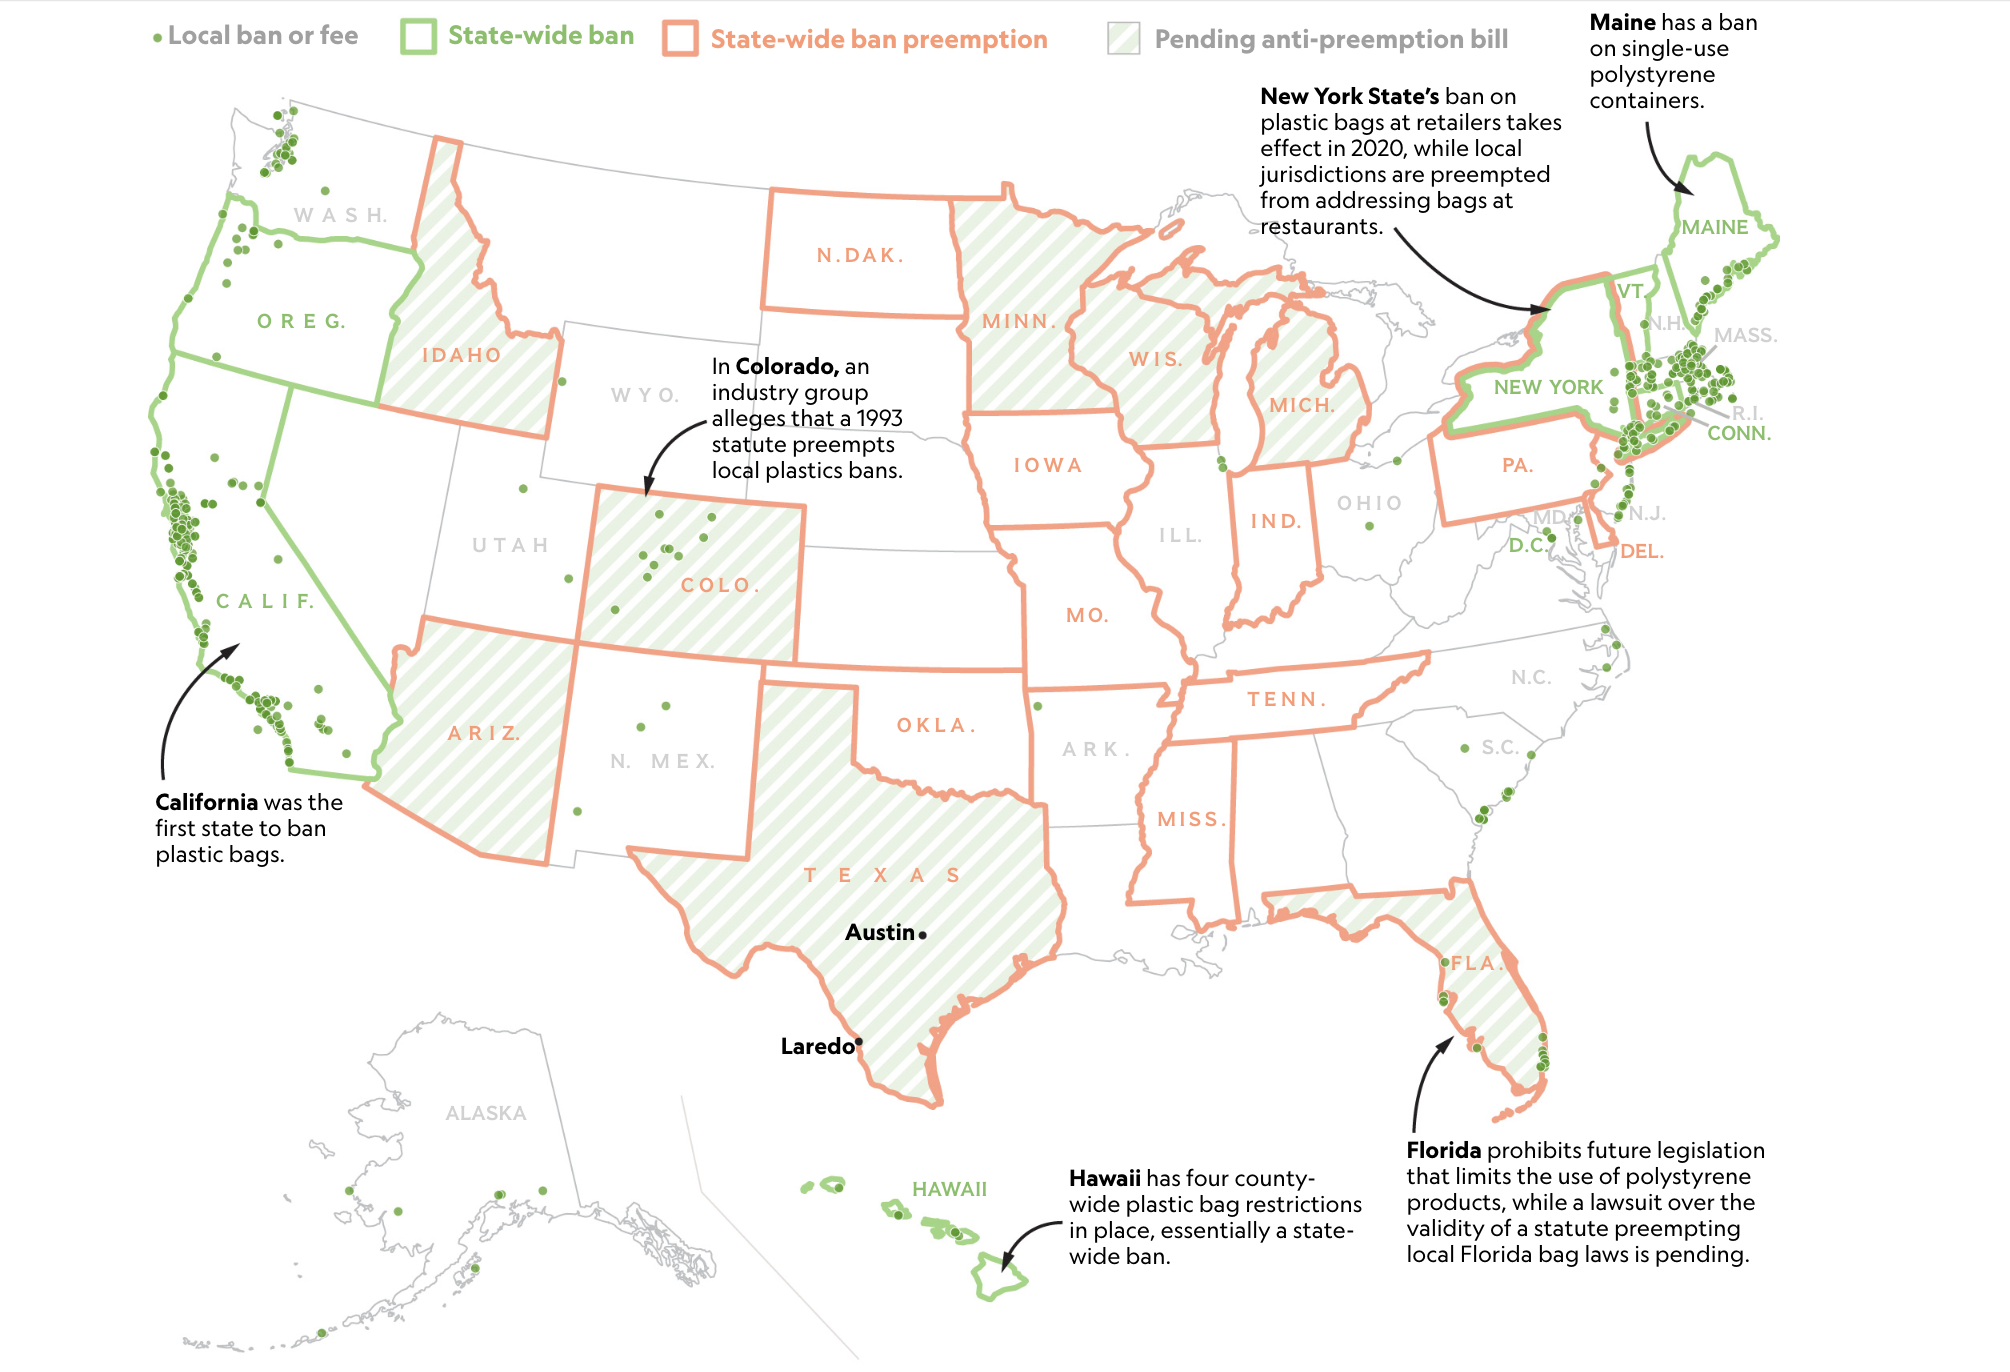 Local ban or fee
State-wide ban
State-wide ban preemption
Pending anti-preemption bill
Maine has a ban
on single-use
polystyrene
containers.
New York State’s ban on
plastic bags at retailers takes
effect in 2020, while local
jurisdictions are preempted
from addressing bags at
restaurants.
WASH.
MAINE
N.DAK.
VT.
OREG.
MINN.
N.H.
MASS.
IDAHO
WIS.
In Colorado, an
industry group
alleges that a 1993
statute preempts
local plastics bans.
WYO.
NEW YORK
MICH.
R.I.
CONN.
IOWA
PA.
OHIO
MD.
N.J.
UTAH
ILL.
IND.
D.C.
DEL.
COLO.
CALIF.
MO.
N.C.
TENN.
ARIZ.
OKLA.
ARK.
S.C.
N. MEX.
California was the
first state to ban
plastic bags.
MISS.
TEXAS
Austin
FLA.
Laredo
ALASKA
HAWAII
Hawaii has four county-
wide plastic bag restrictions
in place, essentially a state-
wide ban.
Florida prohibits future legislation
that limits the use of polystyrene
products, while a lawsuit over the
validity of a statute preempting
local Florida bag laws is pending.